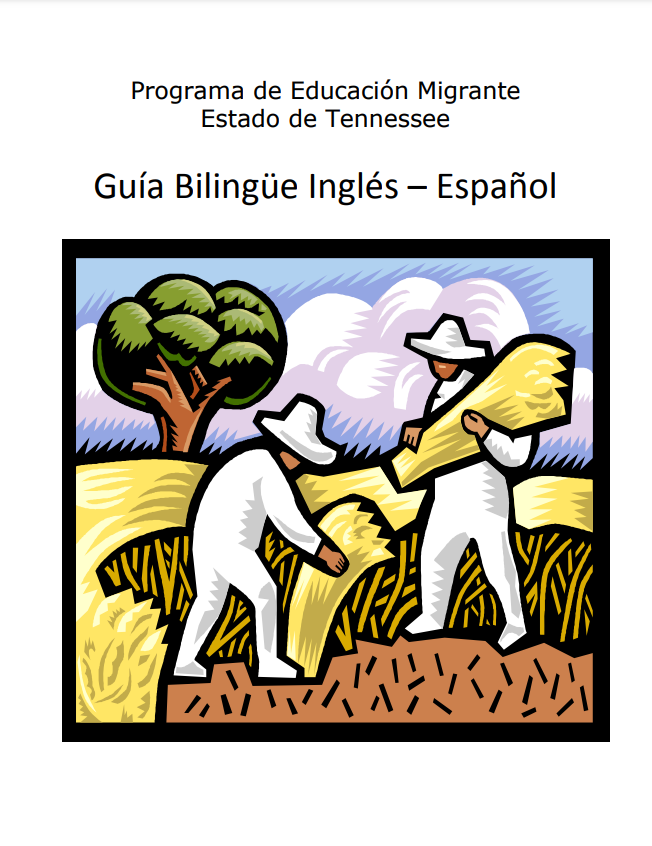 Programa de Educación Migrante
Estado de Tennessee
Guía Bilingüe Inglés – Español